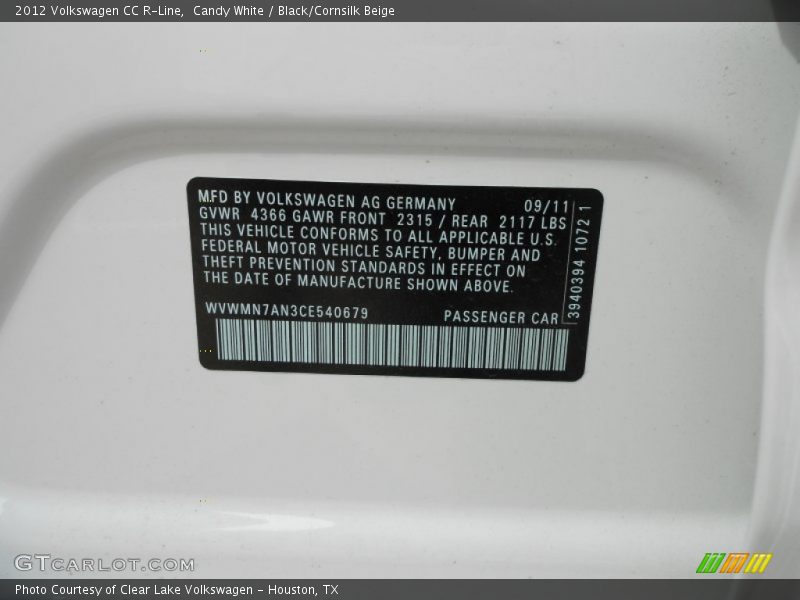 2012 Volkswagen CC R-Line,  Candy White / Black/Cornsilk Beige
MFD BY VOLKSWAGEN AG GERMANY 09/11
GVWR 4366 GAWR FRONT 2315 / REAR 2117 LBS
THIS VEHICLE CONFORMS TO ALL APPLICABLE U.S.
FEDERAL MOTOR VEHICLE SAFETY, BUMPER AND
THEFT PREVENTION STANDARDS IN EFFECT ON
THE DATE OF MANUFACTURE SHOWN ABOVE.
WVWMN7AN3CE540679 PASSENGER CAR
3940394 1072 1
GTCARLOT.COM
Photo Courtesy of Clear Lake Volkswagen - Houston, TX